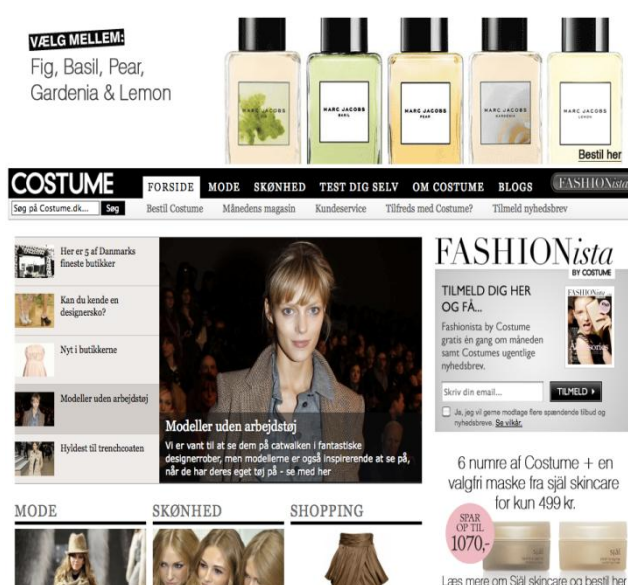 VÆLG MELLEM:
Fig, Basil, Pear,
Gardenia & Lemon
MARC JACOBS
MARC JACOBS
BASIL
MARC JACOBS
PEAR
MARC JACOBS
GARDENIA
MARC JACOBS
LEMON
Bestil her
COSTUME
FORSIDE MODE SKØNHED TEST DIG SELV OM COSTUME BLOGS FASHIONista
Søg på Costume.dk... Søg
Bestil Costume Månedens magasin Kundeservice Tilfreds med Costume? Tilmeld nyhedsbrev
Her er 5 af Danmarks
fineste butikker
Kan du kende en
designersko?
Nyt i butikkerne
Modeller uden arbejdstøj
Hyldest til trenchcoaten
Modeller uden arbejdstøj
Vi er vant til at se dem på catwalken i fantastiske
designerrober, men modellerne er også inspirerende at se på,
når de har deres eget tøj på - se med her
FASHIONista
BY COSTUME
TILMELD DIG HER
OG FÅ...
Fashionista by Costume
gratis én gang om måneden
samt Costumes ugentlige
nyhedsbrev.
FASHIONista
Skriv din email...
TILMELD
Ja, jeg vil gerne modtage flere spændende tilbud og
nyhedsbreve. Se vilkår.
6 numre af Costume + en
valgfri maske fra själ skincare
for kun 499 kr.
SPAR
OP TIL
1070,-
själ
Læs mere om Själ skincare og bestil her
MODE
SKØNHED
SHOPPING